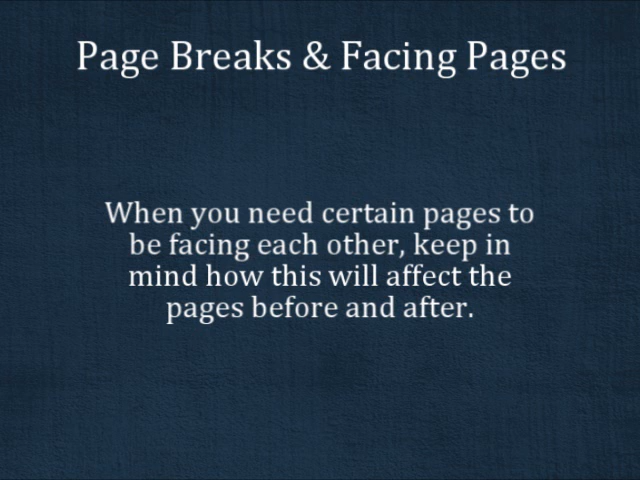 Page Breaks & Facing Pages
When you need certain pages to
be facing each other, keep in
mind how this will affect the
pages before and after.